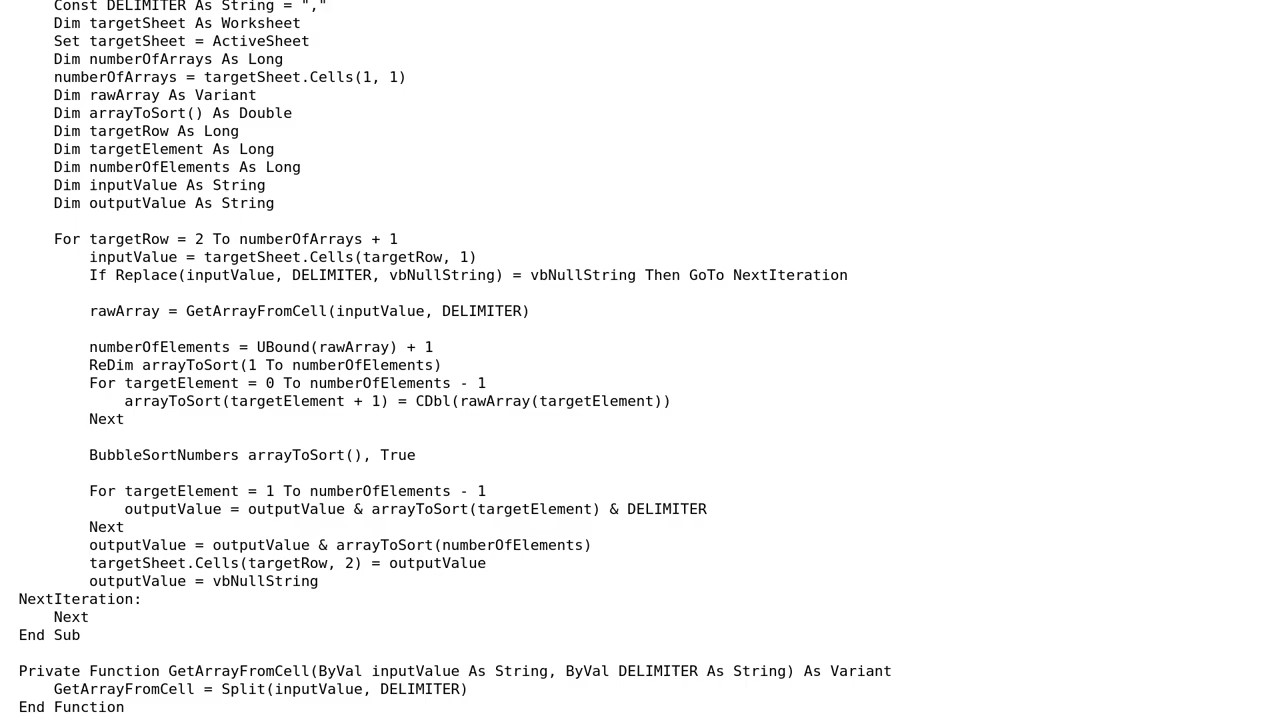 Const DELIMITER As String = ","
    Dim targetSheet As Worksheet
    Set targetSheet = ActiveSheet
    Dim numberOfArrays As Long
    numberOfArrays = targetSheet.Cells(1, 1)
    Dim rawArray As Variant
    Dim arrayToSort() As Double
    Dim targetRow As Long
    Dim targetElement As Long
    Dim numberOfElements As Long
    Dim inputValue As String
    Dim outputValue As String

    For targetRow = 2 To numberOfArrays + 1
        inputValue = targetSheet.Cells(targetRow, 1)
        If Replace(inputValue, DELIMITER, vbNullString) = vbNullString Then GoTo NextIteration

        rawArray = GetArrayFromCell(inputValue, DELIMITER)

        numberOfElements = UBound(rawArray) + 1
        ReDim arrayToSort(1 To numberOfElements)
        For targetElement = 0 To numberOfElements - 1
            arrayToSort(targetElement + 1) = CDbl(rawArray(targetElement))
        Next

        BubbleSortNumbers arrayToSort(), True

        For targetElement = 1 To numberOfElements - 1
            outputValue = outputValue & arrayToSort(targetElement) & DELIMITER
        Next
        outputValue = outputValue & arrayToSort(numberOfElements)
        targetSheet.Cells(targetRow, 2) = outputValue
        outputValue = vbNullString
NextIteration:
    Next
End Sub

Private Function GetArrayFromCell(ByVal inputValue As String, ByVal DELIMITER As String) As Variant
    GetArrayFromCell = Split(inputValue, DELIMITER)
End Function